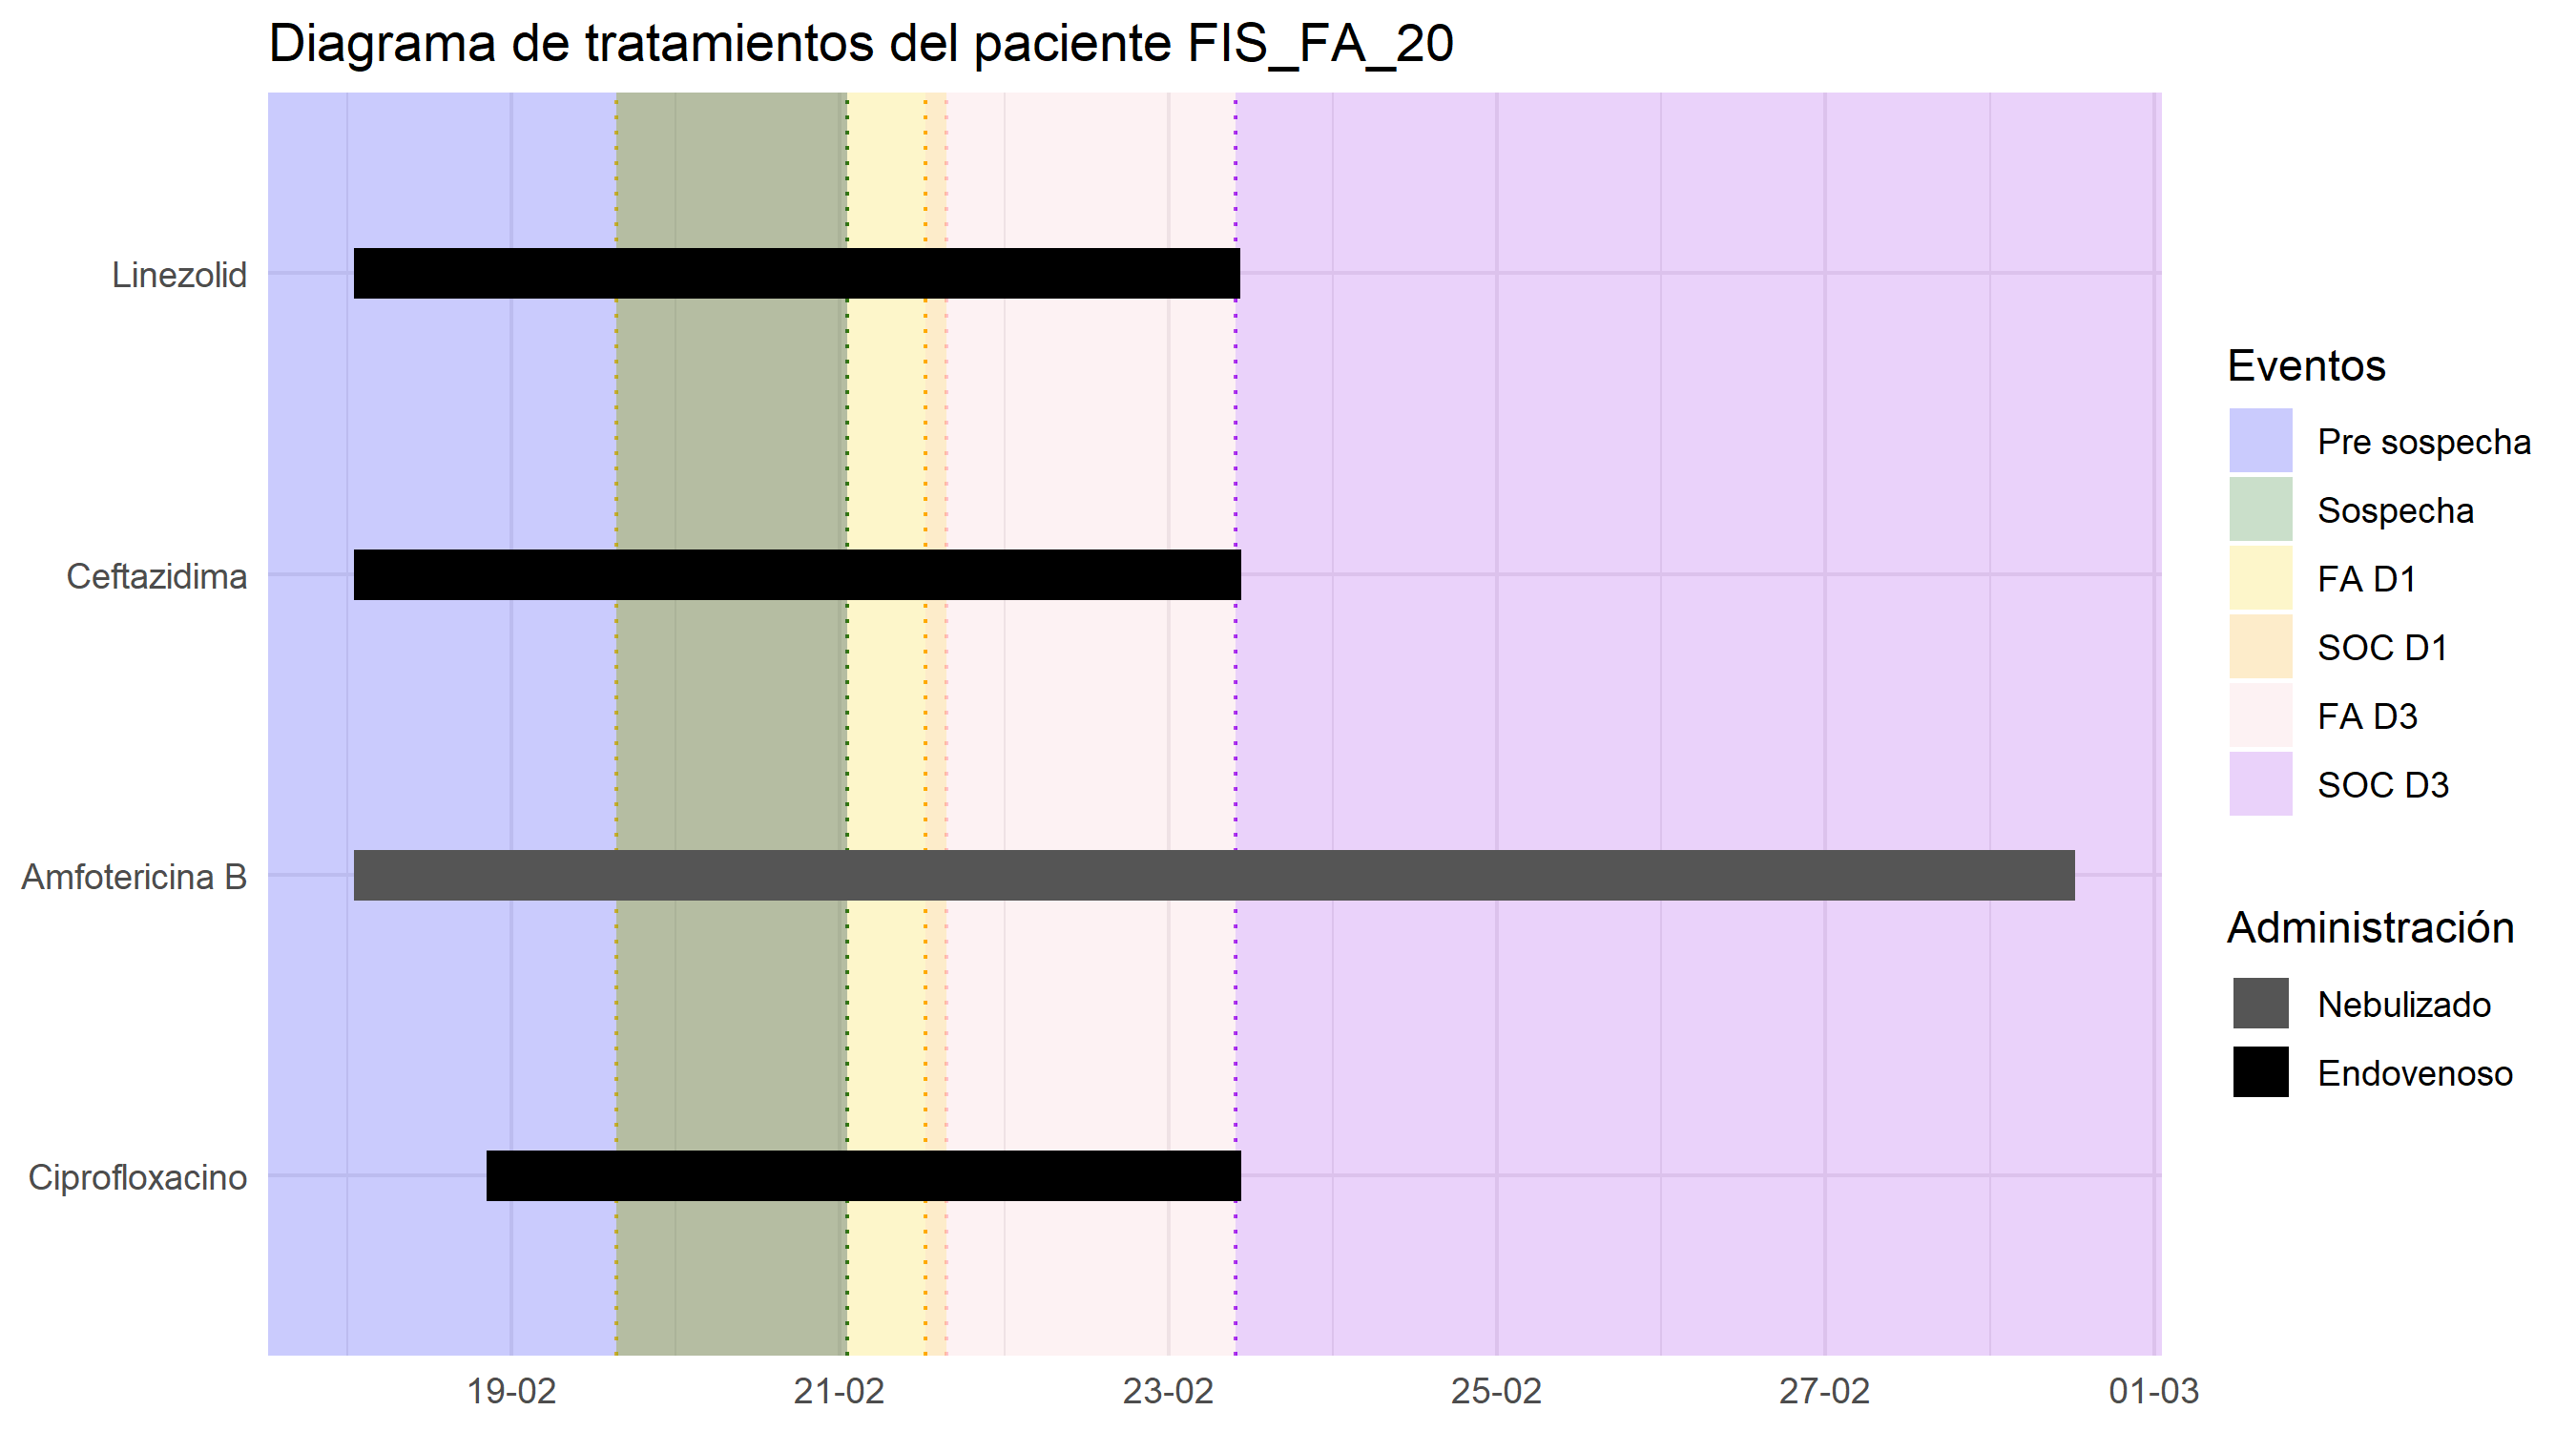 Diagrama de tratamientos del paciente FIS_FA_20
Linezolid
Ceftazidima
Amfotericina B
Ciprofloxacino
19-02
21-02
23-02
25-02
27-02
01-03
Eventos
Pre sospecha
Sospecha
FA D1
SOC D1
FA D3
SOC D3
Administración
Nebulizado
Endovenoso